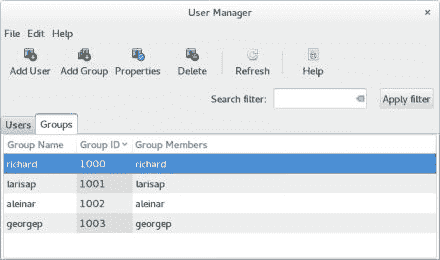 User Manager
File Edit Help
Add User Add Group Properties Delete Refresh Help
Search filter: Apply filter
Users Groups
Group Name Group ID Group Members
richard 1000 richard
larisap 1001 larisap
aleinar 1002 aleinar
georgep 1003 georgep